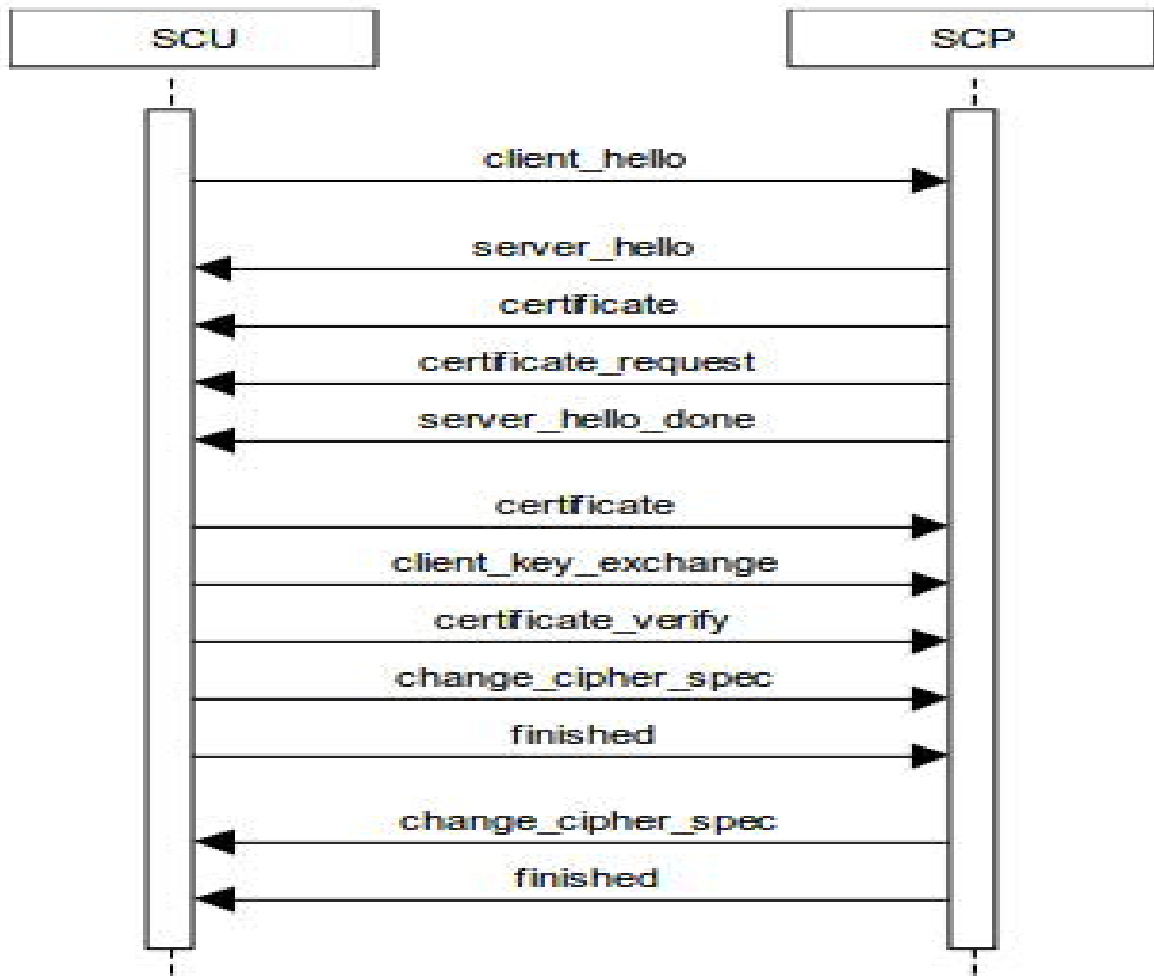 SCU
SCP
client_hello
server_hello
certificate
certificate_request
server_hello_done
certificate
client_key_exchange
certificate_verify
change_cipher_spec
finished
change_cipher_spec
finished